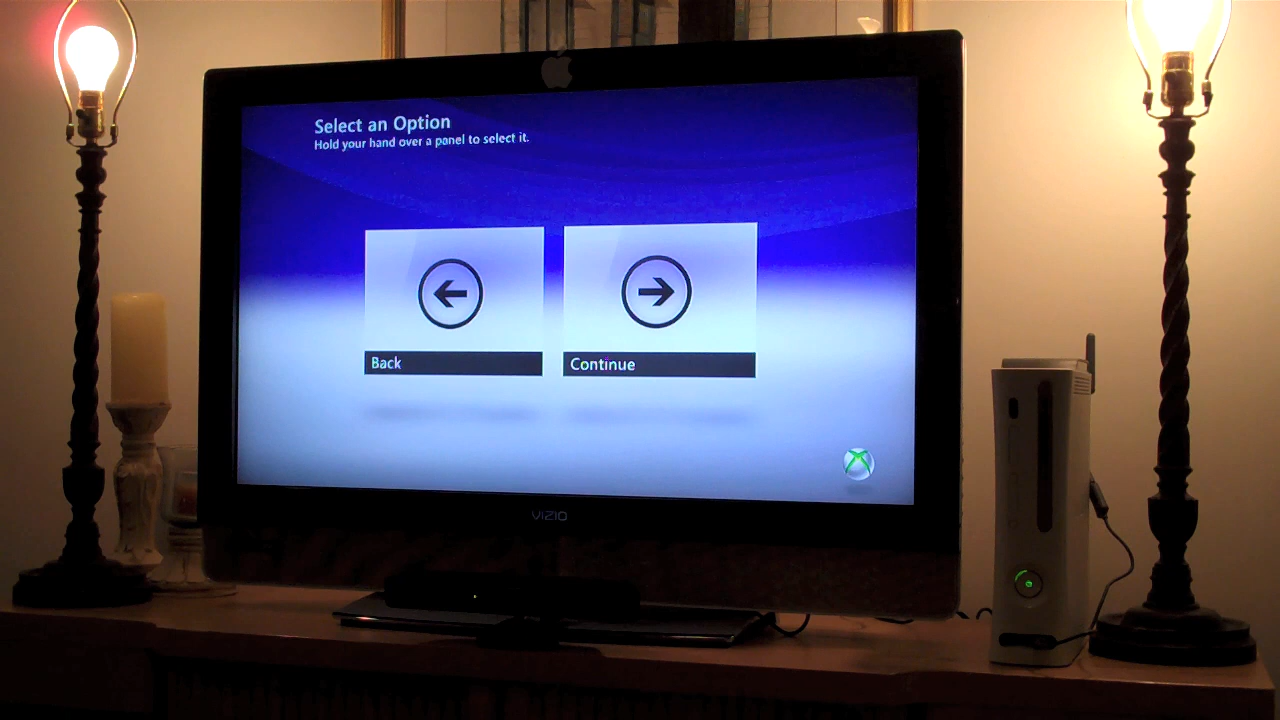 Select an Option
Hold your hand over a panel to select it.
Back
Continue
VIZIO